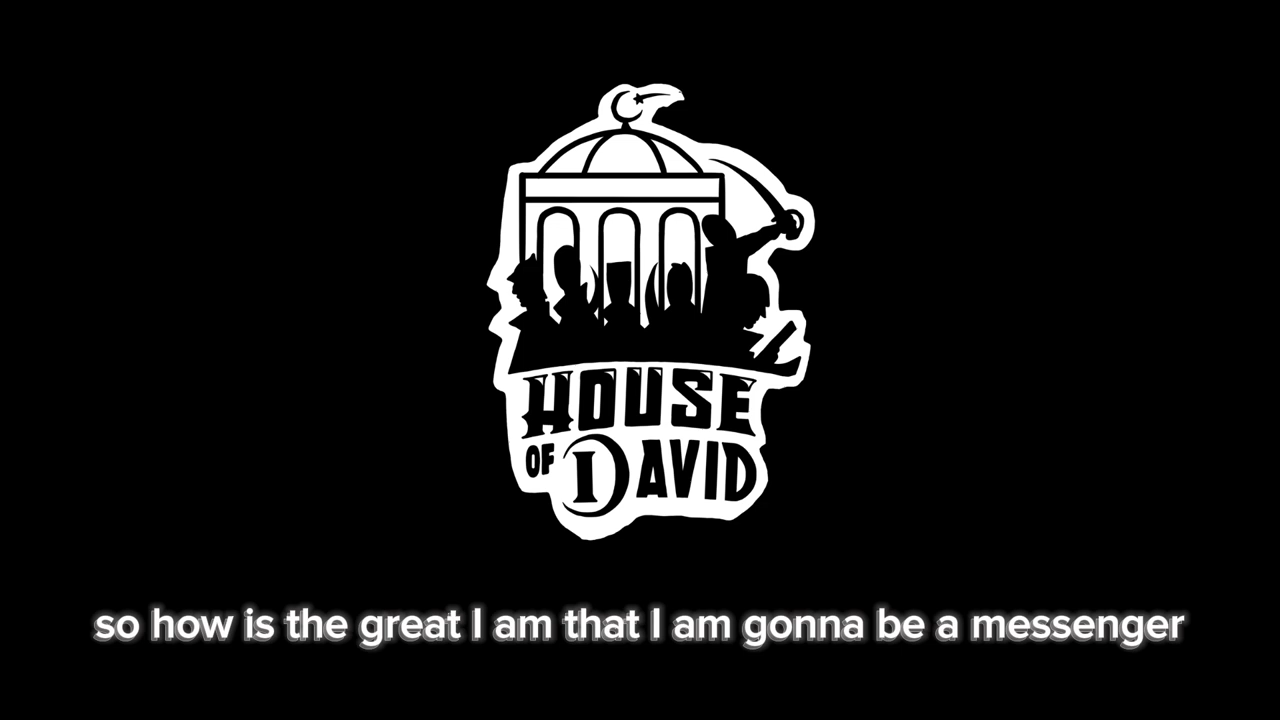 HOUSE
OF DAVID
so how is the great I am that I am gonna be a messenger